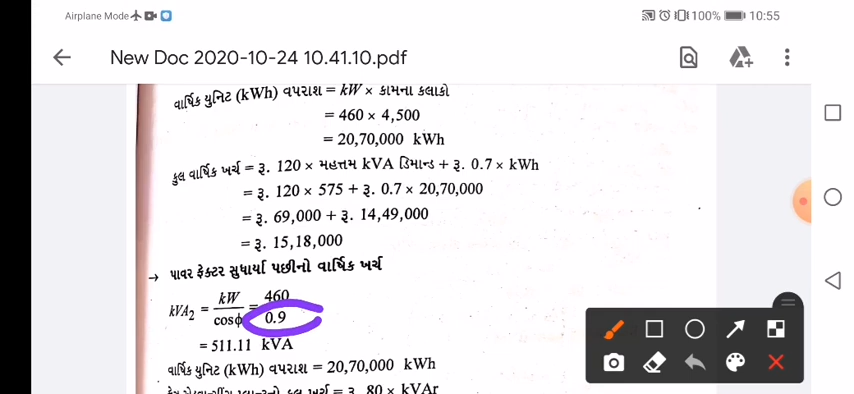 Airplane Mode 100% 10:55
New Doc 2020-10-24 10.41.10.pdf
વાર્ષિક યુનિટ (kWh) વપરાશ = kW × કામના કલાકો
= 460 × 4,500
= 20,70,000 kWh
કુલ વાર્ષિક ખર્ચ = રૂ. 120 × મહત્તમ kVA ડિમાન્ડ + રૂ. 0.7 × kWh
= રૂ. 120 × 575 + રૂ. 0.7 × 20,70,000
= રૂ. 69,000 + રૂ. 14,49,000
= રૂ. 15,18,000
→ પાવર ફેક્ટર સુધાર્યા પછીનો વાર્ષિક ખર્ચ
kVA₂ = kW / cosϕ = 460 / 0.9
= 511.11 kVA
વાર્ષિક યુનિટ (kWh) વપરાશ = 20,70,000 kWh
કુલ ખર્ચ = રૂ. 80 × kVAr